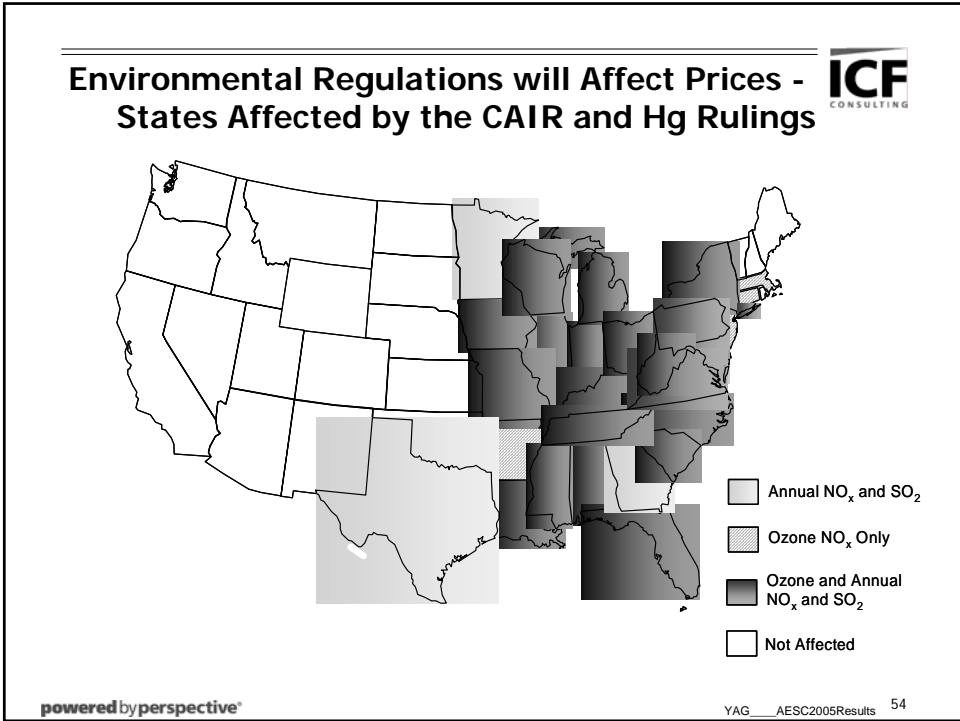 Environmental Regulations will Affect Prices -
States Affected by the CAIR and Hg Rulings
ICF
CONSULTING
Annual NOx and SO2
Ozone NOx Only
Ozone and Annual
NOx and SO2
Not Affected
powered by perspective®
YAG____AESC2005Results 54